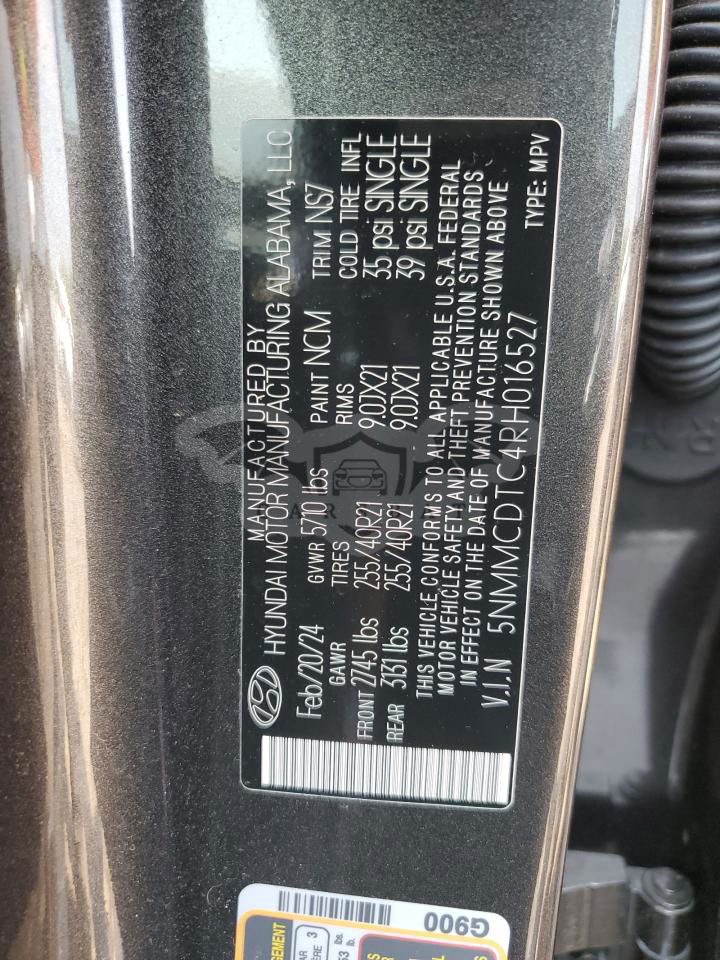 MANUFACTURED BY
HYUNDAI MOTOR MANUFACTURING ALABAMA, LLC
Feb/20/24 GVWR 5710 lbs PAINT NCM TRIM NS7
GAWR TIRES RIMS COLD TIRE INFL
FRONT 2745 lbs 255/40R21 9.0JX21 35 psi SINGLE
REAR 3131 lbs 255/40R21 9.0JX21 39 psi SINGLE
THIS VEHICLE CONFORMS TO ALL APPLICABLE U.S.A. FEDERAL
MOTOR VEHICLE SAFETY AND THEFT PREVENTION STANDARDS
IN EFFECT ON THE DATE OF MANUFACTURE SHOWN ABOVE
V.I.N 5NMMCDTC4RH016527
TYPE: MPV
G900